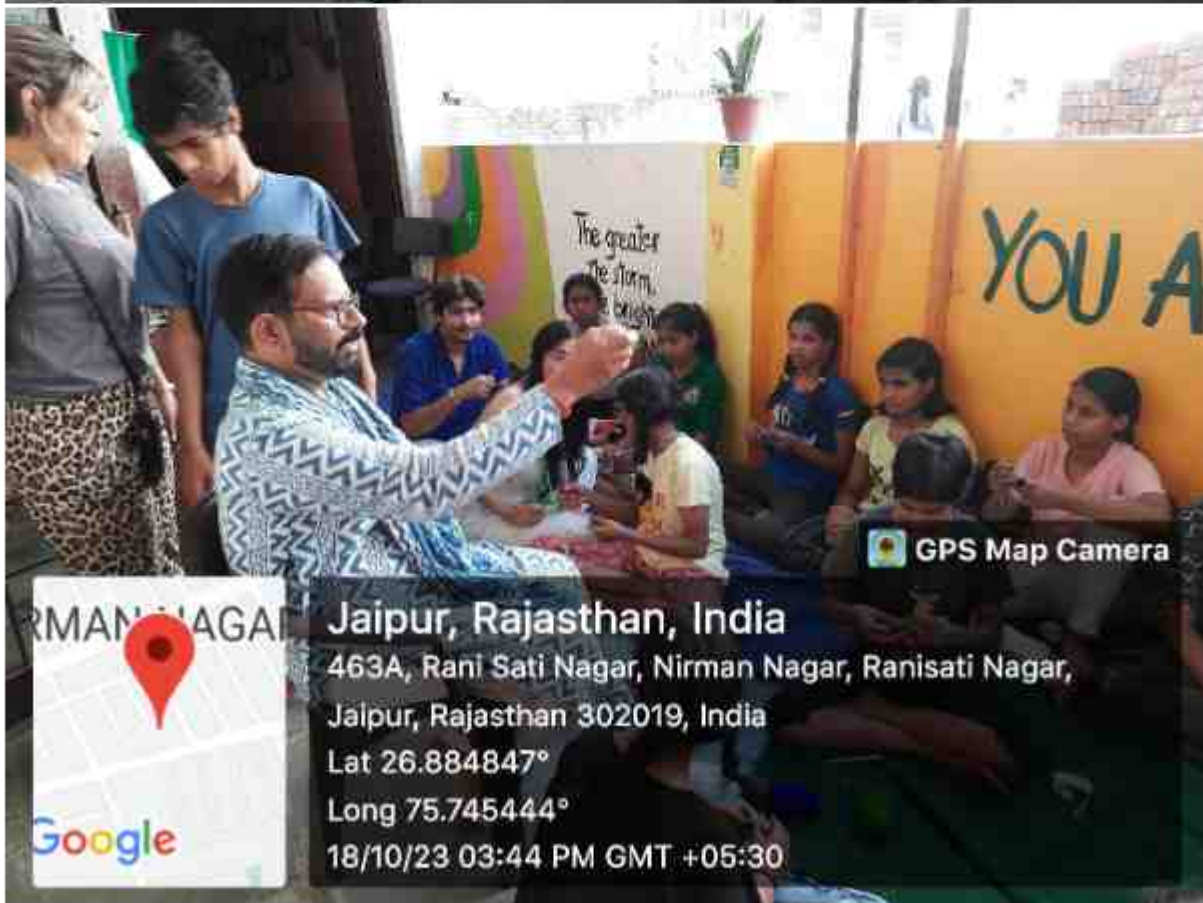 The greater
the storm,
YOU A
GPS Map Camera
RMAN NAGAR
Google
Jaipur, Rajasthan, India
463A, Rani Sati Nagar, Nirman Nagar, Ranisati Nagar,
Jaipur, Rajasthan 302019, India
Lat 26.884847°
Long 75.745444°
18/10/23 03:44 PM GMT +05:30